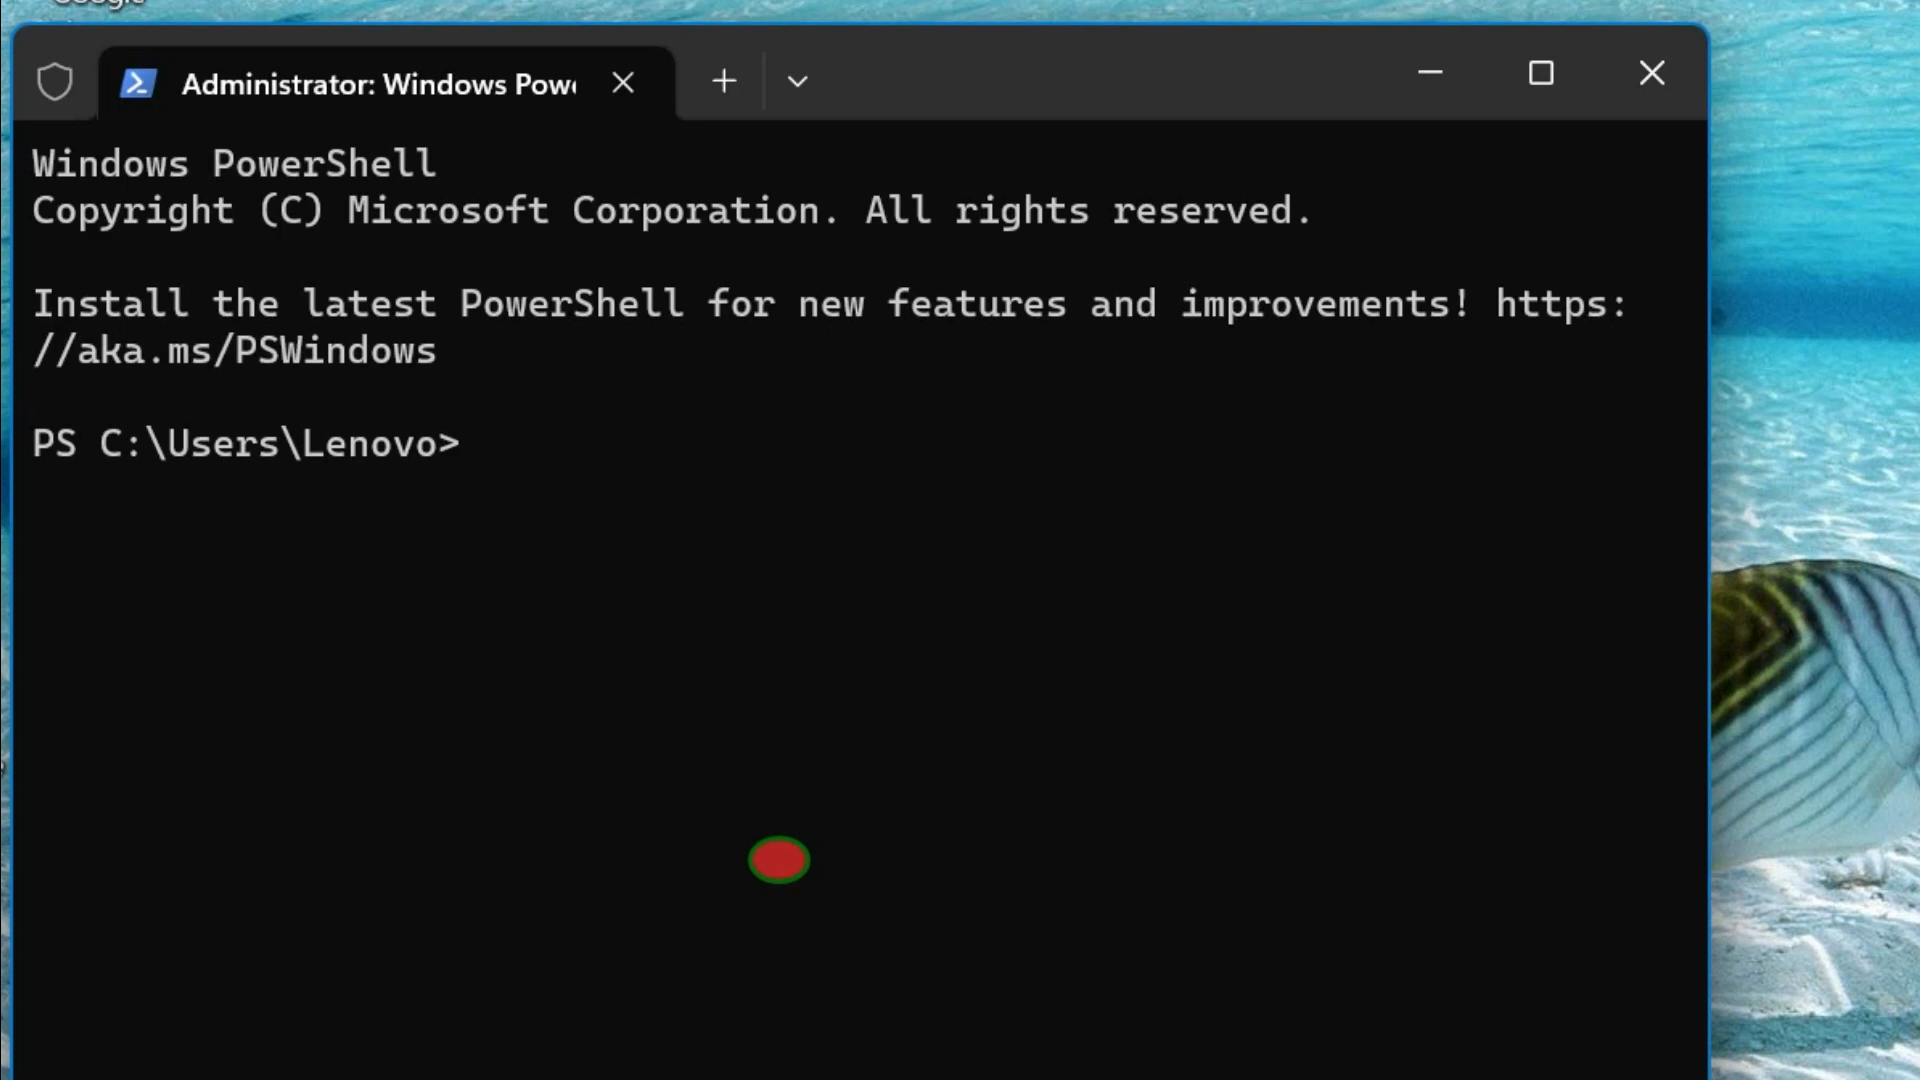 Administrator: Windows Pow
Windows PowerShell
Copyright (C) Microsoft Corporation. All rights reserved.
Install the latest PowerShell for new features and improvements! https:
//aka.ms/PSWindows
PS C:\Users\Lenovo>